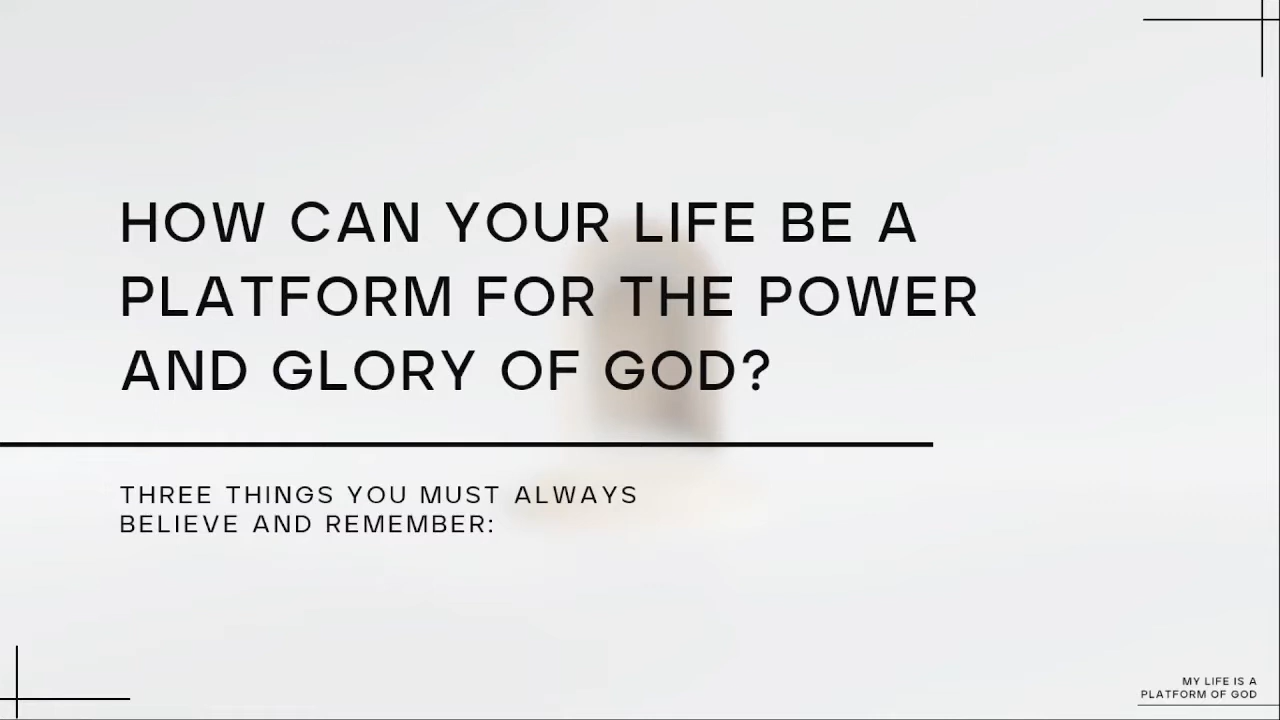 HOW CAN YOUR LIFE BE A
PLATFORM FOR THE POWER
AND GLORY OF GOD?
THREE THINGS YOU MUST ALWAYS
BELIEVE AND REMEMBER:
MY LIFE IS A
PLATFORM OF GOD